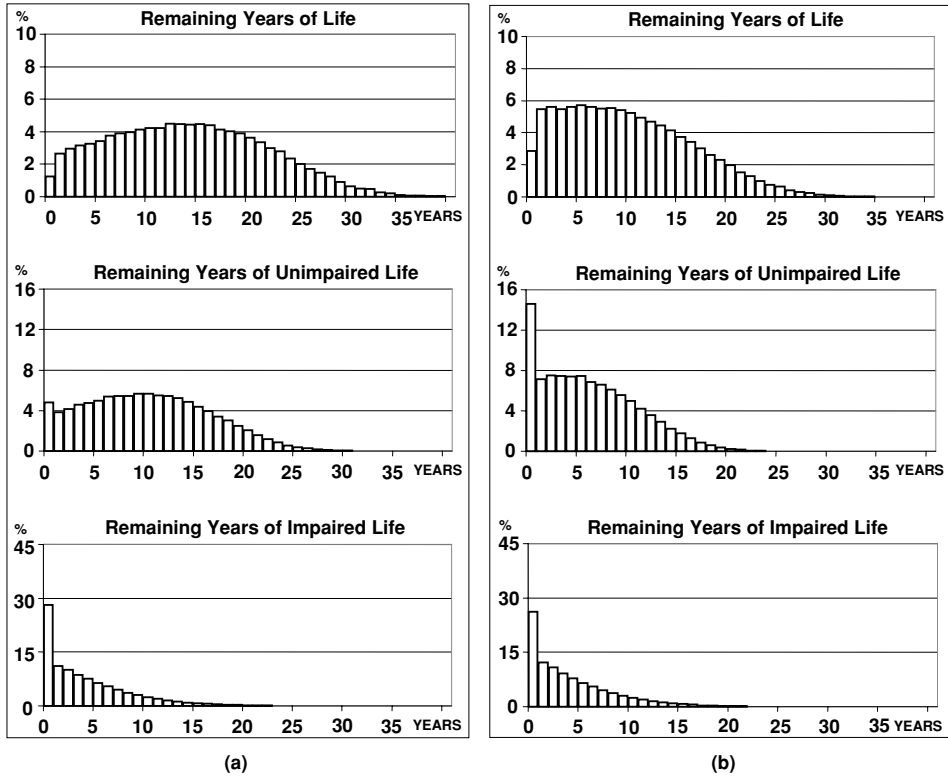 Remaining Years of Life
%
10
8
6
4
2
0
0 5 10 15 20 25 30 35 YEARS
Remaining Years of Unimpaired Life
%
16
12
8
4
0
0 5 10 15 20 25 30 35 YEARS
Remaining Years of Impaired Life
%
45
30
15
0
0 5 10 15 20 25 30 35 YEARS
(a)
Remaining Years of Life
%
10
8
6
4
2
0
0 5 10 15 20 25 30 35 YEARS
Remaining Years of Unimpaired Life
%
16
12
8
4
0
0 5 10 15 20 25 30 35 YEARS
Remaining Years of Impaired Life
%
45
30
15
0
0 5 10 15 20 25 30 35 YEARS
(b)